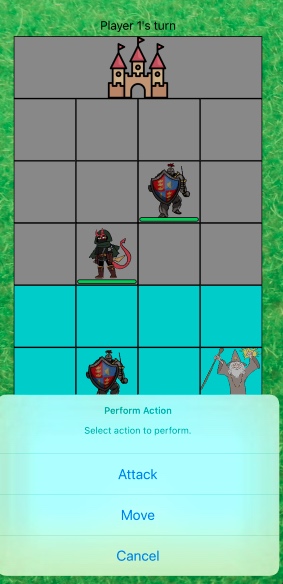 Player 1's turn
Perform Action
Select action to perform.
Attack
Move
Cancel